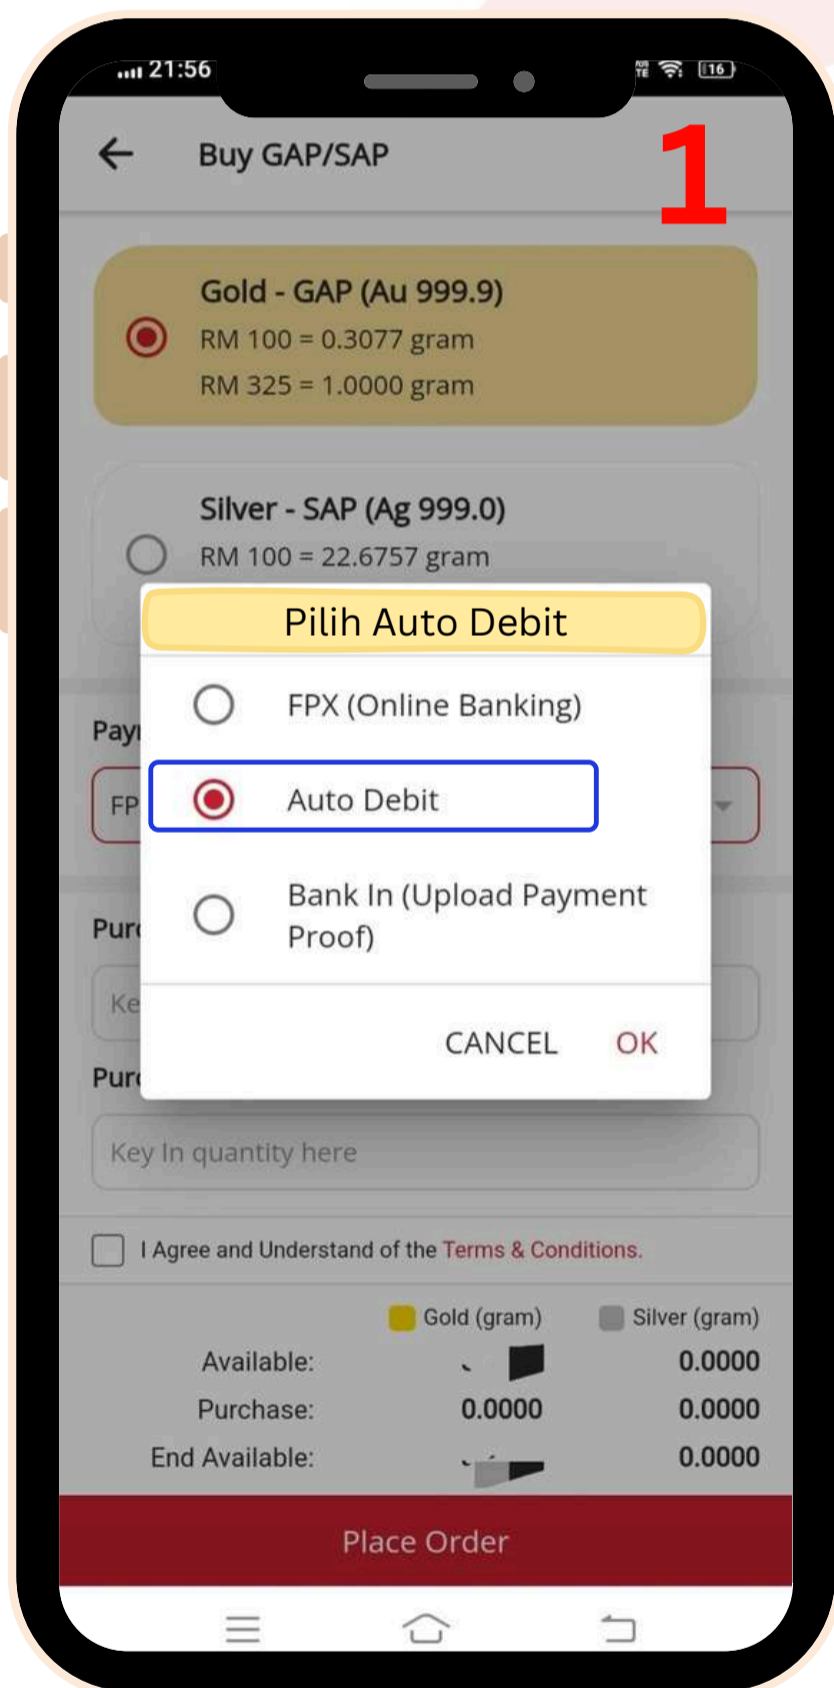 21:56
16
Buy GAP/SAP
1
Gold - GAP (Au 999.9)
RM 100 = 0.3077 gram
RM 325 = 1.0000 gram
Silver - SAP (Ag 999.0)
RM 100 = 22.6757 gram
Pilih Auto Debit
FPX (Online Banking)
Auto Debit
Bank In (Upload Payment
Proof)
CANCEL OK
Key In quantity here
I Agree and Understand of the Terms & Conditions.
Gold (gram) Silver (gram)
Available: 0.0000
Purchase: 0.0000 0.0000
End Available: 0.0000
Place Order